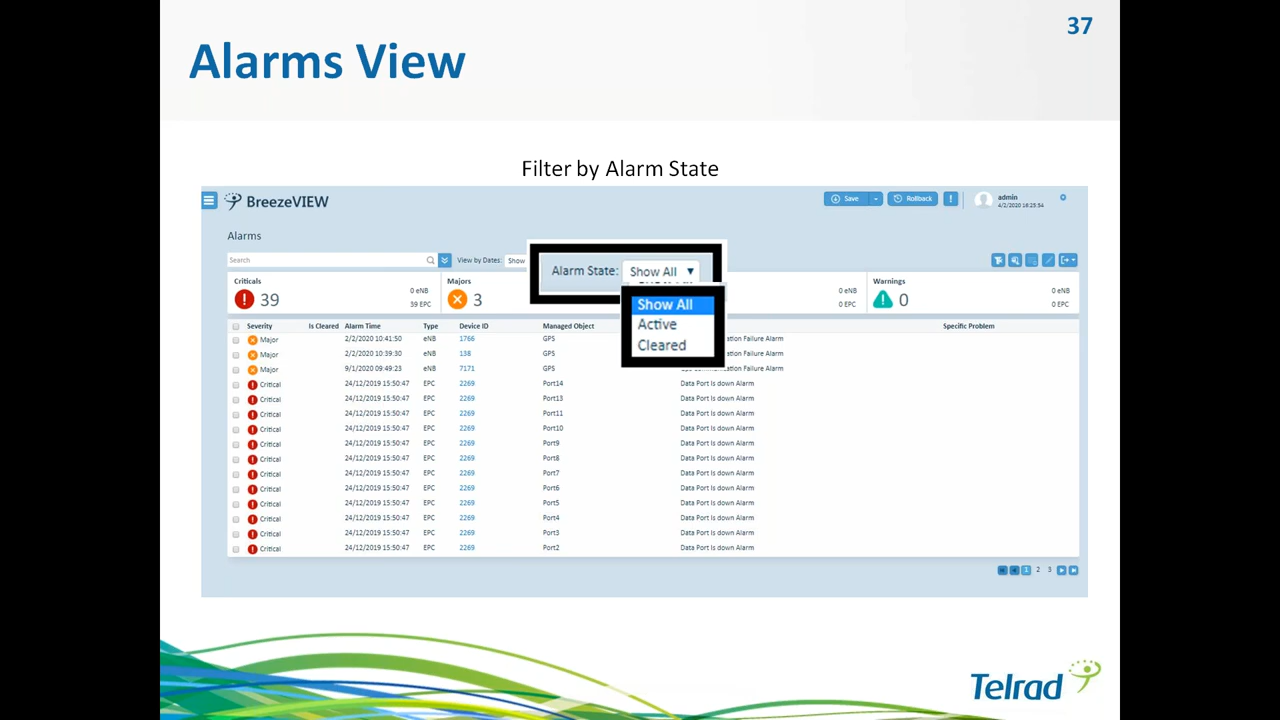 37
Alarms View
Filter by Alarm State
BreezeVIEW
Save
Rollback
admin
4/2/2020 16:25:54
Alarms
Search
View by Dates: Show
Alarm State: Show All
Show All
Active
Cleared
Criticals
39
0 eNB
39 EPC
Majors
3
0 eNB
0 EPC
Warnings
0
0 eNB
0 EPC
Severity Is Cleared Alarm Time Type Device ID Managed Object Specific Problem
Major 2/2/2020 10:41:50 eNB 1766 GPS Failure Alarm
Major 2/2/2020 10:39:30 eNB 138 GPS Failure Alarm
Major 9/1/2020 09:49:23 eNB 7171 GPS Failure Alarm
Critical 24/12/2019 15:50:47 EPC 2269 Port14 Data Port Is down Alarm
Critical 24/12/2019 15:50:47 EPC 2269 Port13 Data Port Is down Alarm
Critical 24/12/2019 15:50:47 EPC 2269 Port11 Data Port Is down Alarm
Critical 24/12/2019 15:50:47 EPC 2269 Port10 Data Port Is down Alarm
Critical 24/12/2019 15:50:47 EPC 2269 Port9 Data Port Is down Alarm
Critical 24/12/2019 15:50:47 EPC 2269 Port8 Data Port Is down Alarm
Critical 24/12/2019 15:50:47 EPC 2269 Port7 Data Port Is down Alarm
Critical 24/12/2019 15:50:47 EPC 2269 Port6 Data Port Is down Alarm
Critical 24/12/2019 15:50:47 EPC 2269 Port5 Data Port Is down Alarm
Critical 24/12/2019 15:50:47 EPC 2269 Port4 Data Port Is down Alarm
Critical 24/12/2019 15:50:47 EPC 2269 Port3 Data Port Is down Alarm
Critical 24/12/2019 15:50:47 EPC 2269 Port2 Data Port Is down Alarm
1 2 3
Telrad